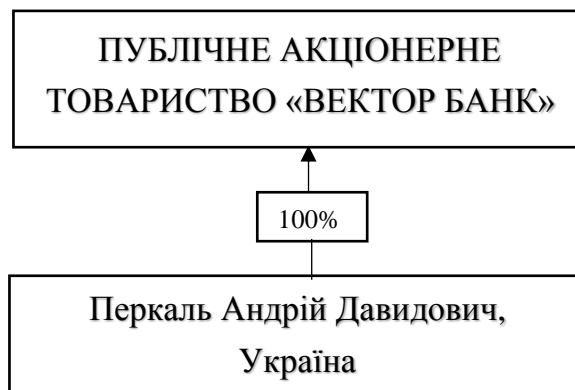 ПУБЛІЧНЕ АКЦІОНЕРНЕ
ТОВАРИСТВО «ВЕКТОР БАНК»
100%
Перкаль Андрій Давидович,
Україна